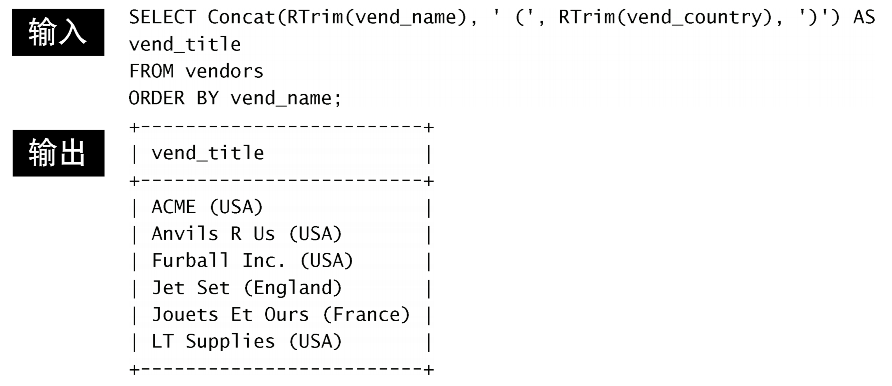 输入
SELECT Concat(RTrim(vend_name), ' (', RTrim(vend_country), ')') AS
vend_title
FROM vendors
ORDER BY vend_name;
输出
+-------------------------+
| vend_title              |
+-------------------------+
| ACME (USA)              |
| Anvils R Us (USA)       |
| Furball Inc. (USA)      |
| Jet Set (England)       |
| Jouets Et Ours (France) |
| LT Supplies (USA)       |
+-------------------------+